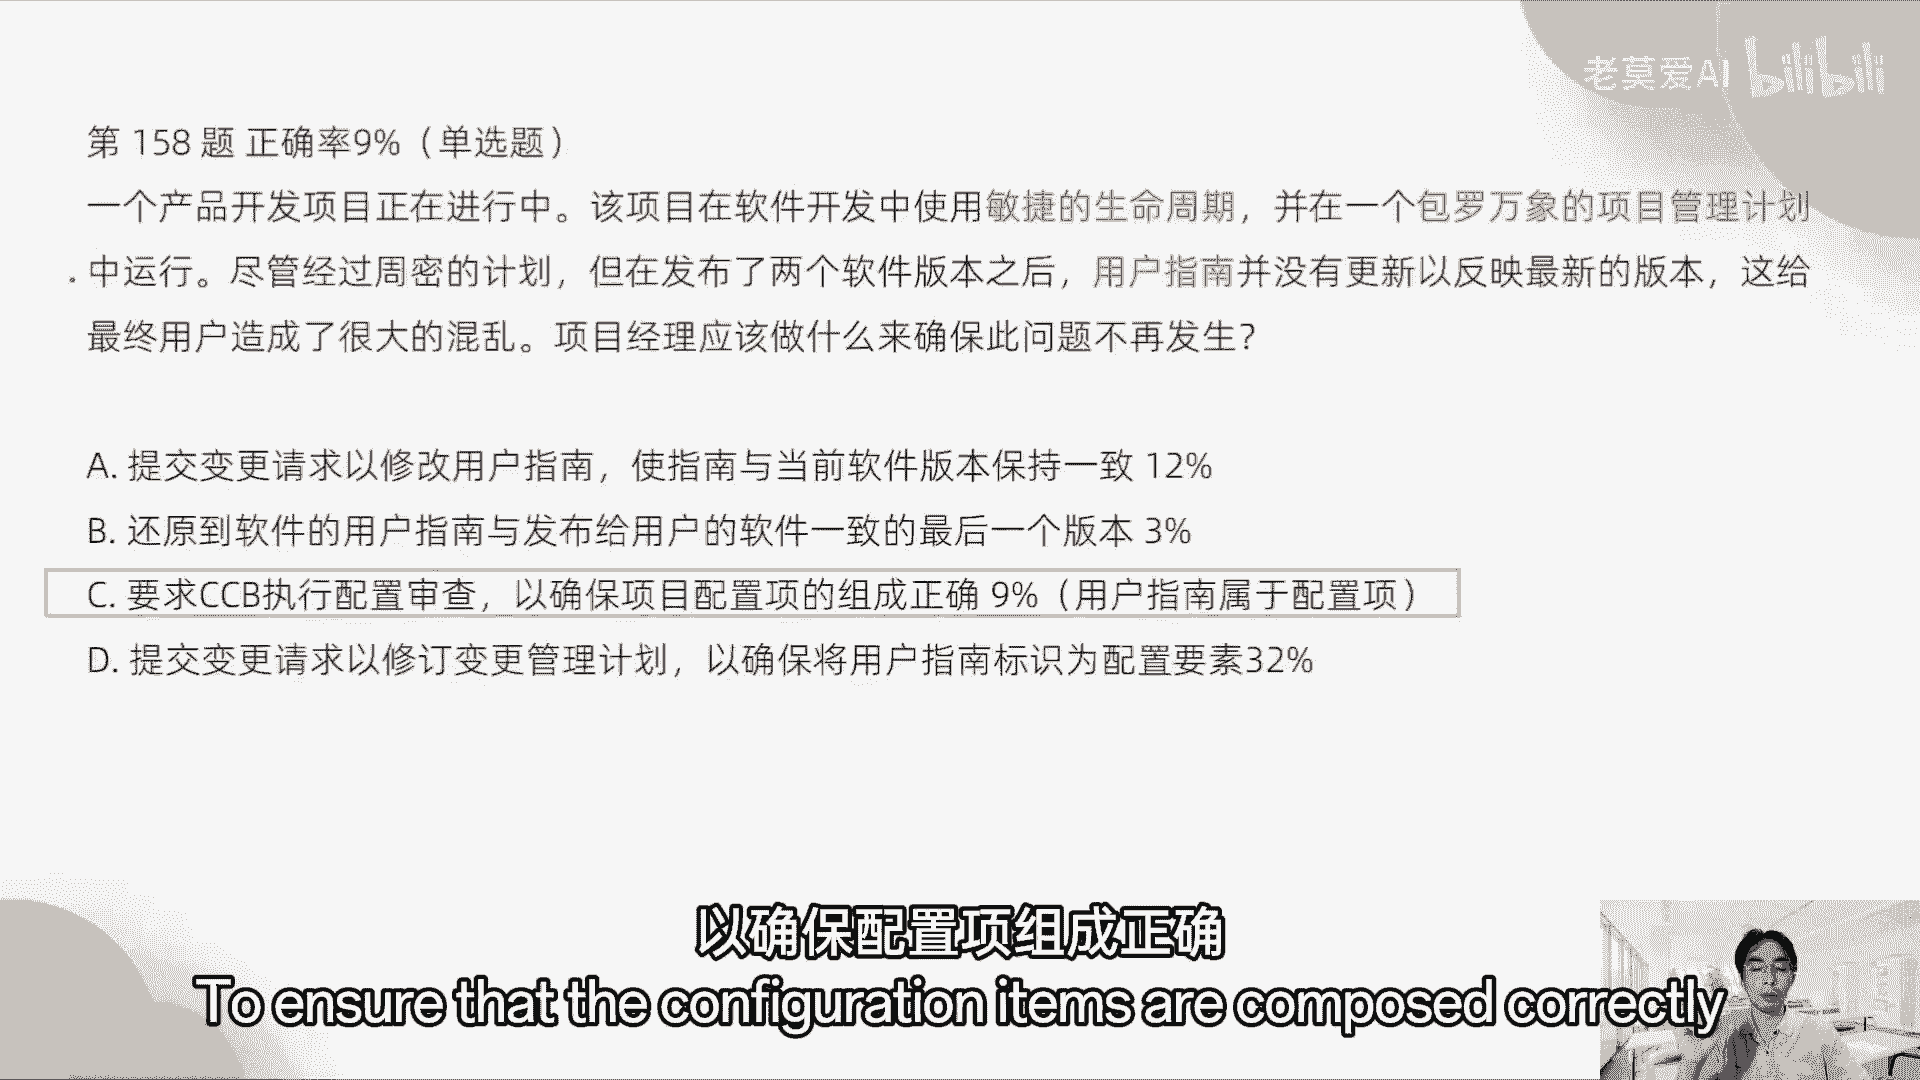 老莫爱AI bilibili
第 158 题 正确率9%（单选题）
一个产品开发项目正在进行中。该项目在软件开发中使用敏捷的生命周期，并在一个包罗万象的项目管理计划
中运行。尽管经过周密的计划，但在发布了两个软件版本之后，用户指南并没有更新以反映最新的版本，这给
最终用户造成了很大的混乱。项目经理应该做什么来确保此问题不再发生？
A. 提交变更请求以修改用户指南，使指南与当前软件版本保持一致 12%
B. 还原到软件的用户指南与发布给用户的软件一致的最后一个版本 3%
C. 要求CCB执行配置审查，以确保项目配置项的组成正确 9%（用户指南属于配置项）
D. 提交变更请求以修订变更管理计划，以确保将用户指南标识为配置要素32%
以确保配置项组成正确
To ensure that the configuration items are composed correctly